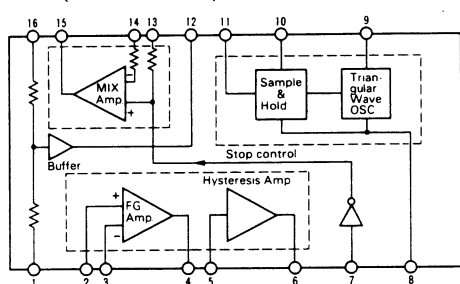 16 15 14 13 12 11 10 9
MIX
Amp
−
+
Sample
&
Hold
Trian-
gular
Wave
OSC
Buffer
Stop control
Hysteresis Amp
+
FG
Amp
−
1 2 3 4 5 6 7 8